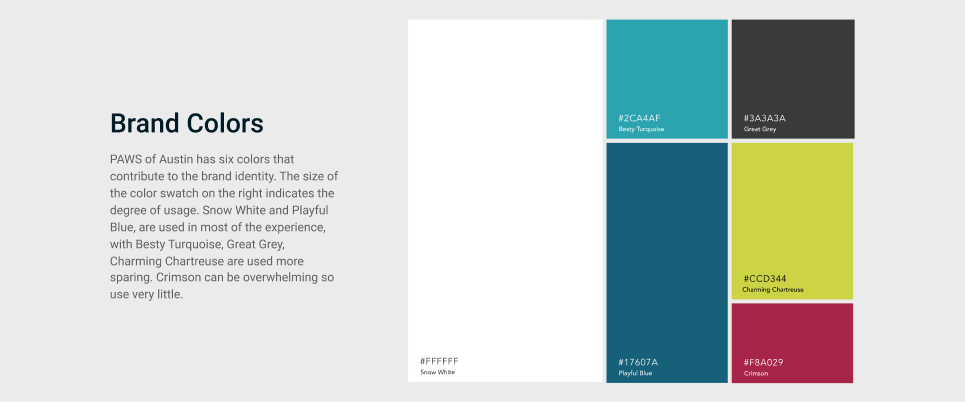 Brand Colors
PAWS of Austin has six colors that
contribute to the brand identity. The size of
the color swatch on the right indicates the
degree of usage. Snow White and Playful
Blue, are used in most of the experience,
with Besty Turquoise, Great Grey,
Charming Chartreuse are used more
sparing. Crimson can be overwhelming so
use very little.
#FFFFFF
Snow White
#2CA4AF
Besty Turquoise
#17607A
Playful Blue
#3A3A3A
Great Grey
#CCD344
Charming Chartreuse
#F8A029
Crimson